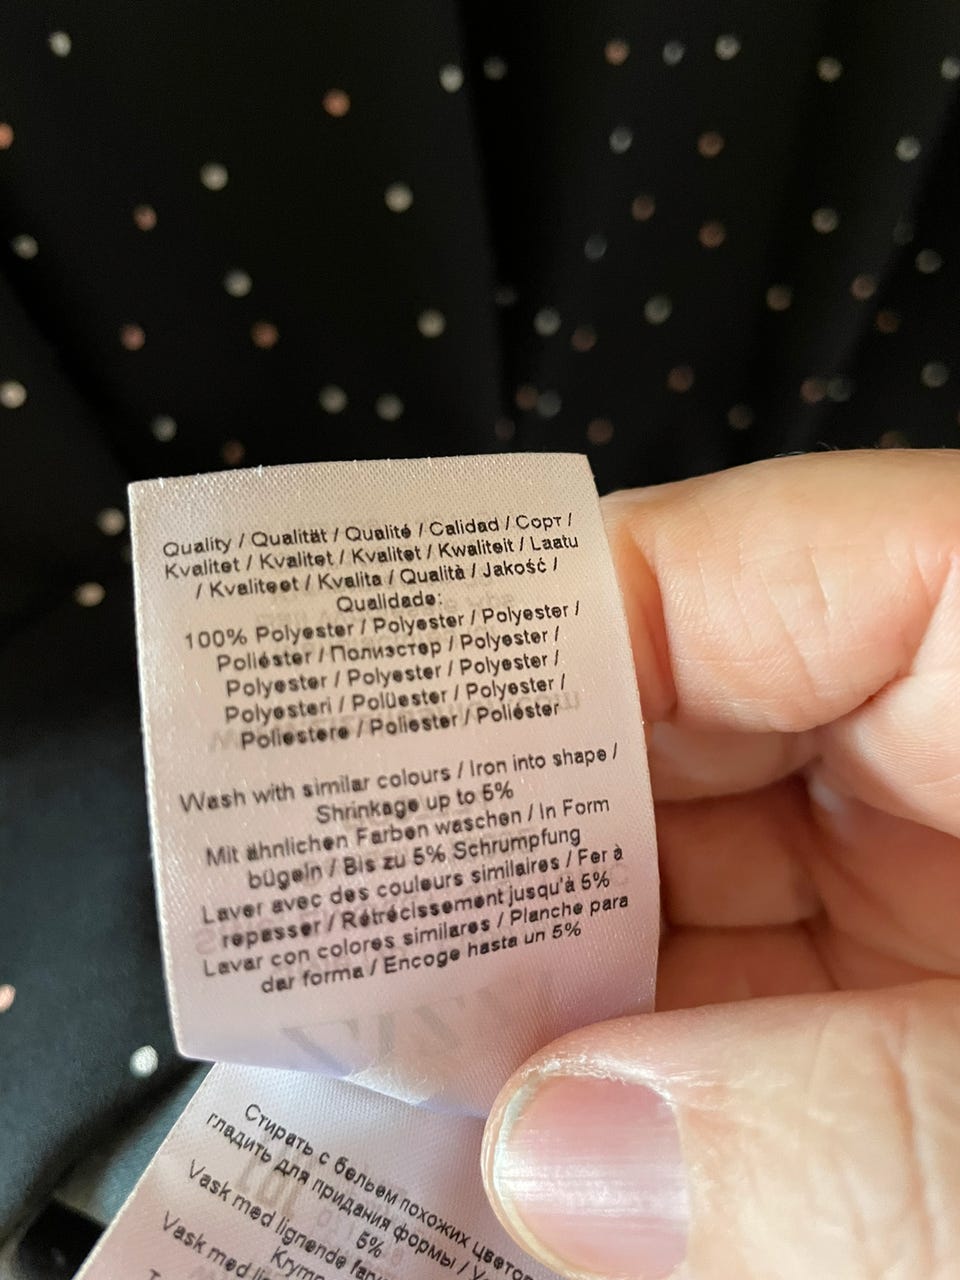 Quality / Qualität / Qualité / Calidad / Сорт /
Kvalitet / Kvalitet / Kvalitet / Kwaliteit / Laatu
/ Kvaliteet / Kvalita / Qualità / Jakość /
Qualidade:
100% Polyester / Polyester / Polyester /
Poliéster / Полиэстер / Polyester /
Polyester / Polyester / Polyester /
Polyesteri / Polüester / Polyester /
Poliestere / Poliester / Poliéster
Wash with similar colours / Iron into shape /
Shrinkage up to 5%
Mit ähnlichen Farben waschen / In Form
bügeln / Bis zu 5% Schrumpfung
Laver avec des couleurs similaires / Fer à
repasser / Rétrécissement jusqu'à 5%
Lavar con colores similares / Planche para
dar forma / Encoge hasta un 5%
Стирать с бельем похожих
гладить для придания формы /
5%
Vask med lignende
Vask med